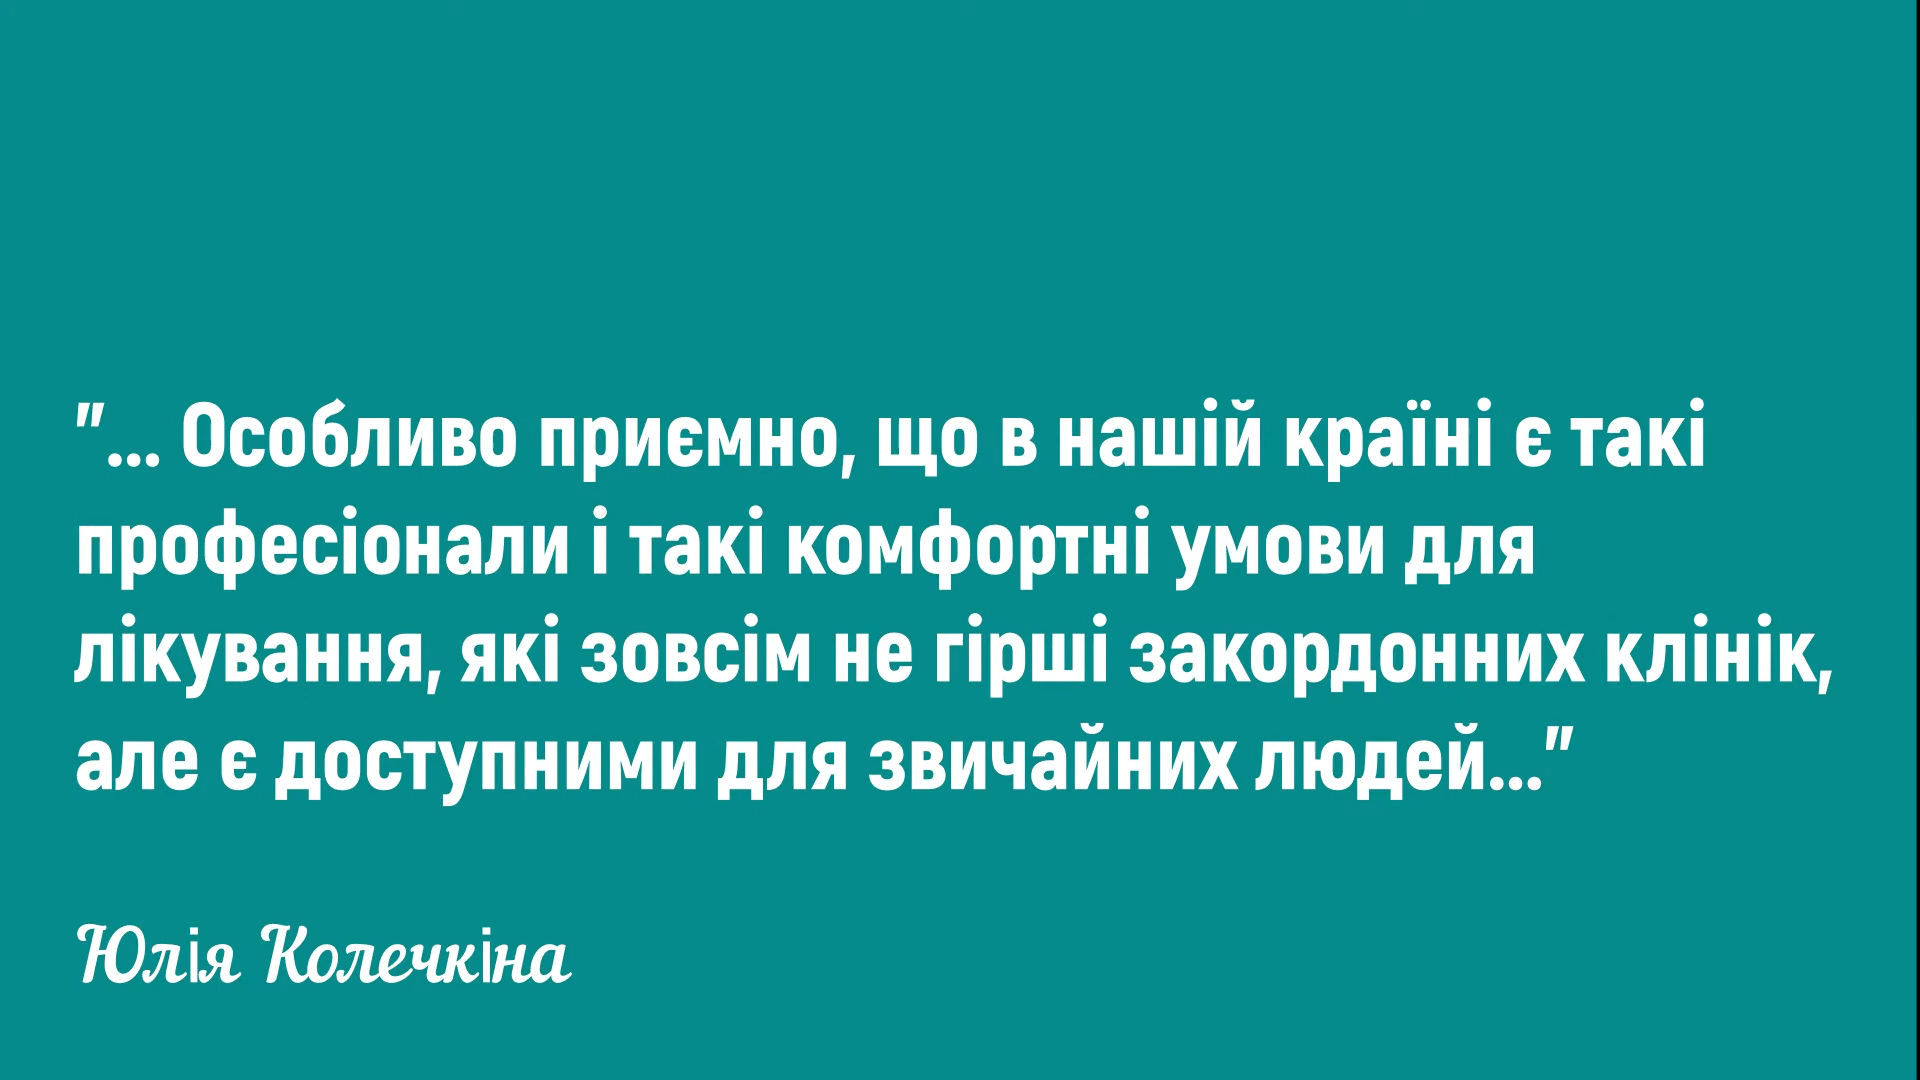 "... Особливо приємно, що в нашій країні є такі
професіонали і такі комфортні умови для
лікування, які зовсім не гірші закордонних клінік,
але є доступними для звичайних людей..."
Юлія Колечкіна